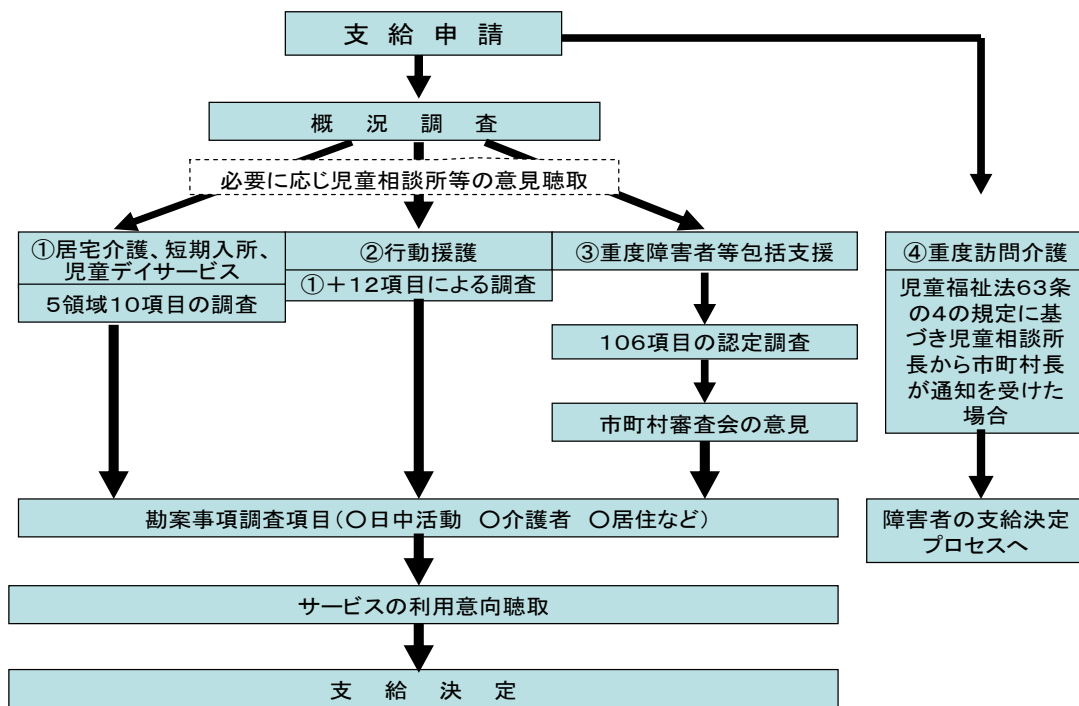 支 給 申 請
概 況 調 査
必要に応じ児童相談所等の意見聴取
①居宅介護、短期入所、
児童デイサービス
5領域10項目の調査
②行動援護
①+12項目による調査
③重度障害者等包括支援
106項目の認定調査
市町村審査会の意見
④重度訪問介護
児童福祉法63条
の4の規定に基
づき児童相談所
長から市町村長
が通知を受けた
場合
勘案事項調査項目(〇日中活動 〇介護者 〇居住など)
障害者の支給決定
プロセスへ
サービスの利用意向聴取
支 給 決 定